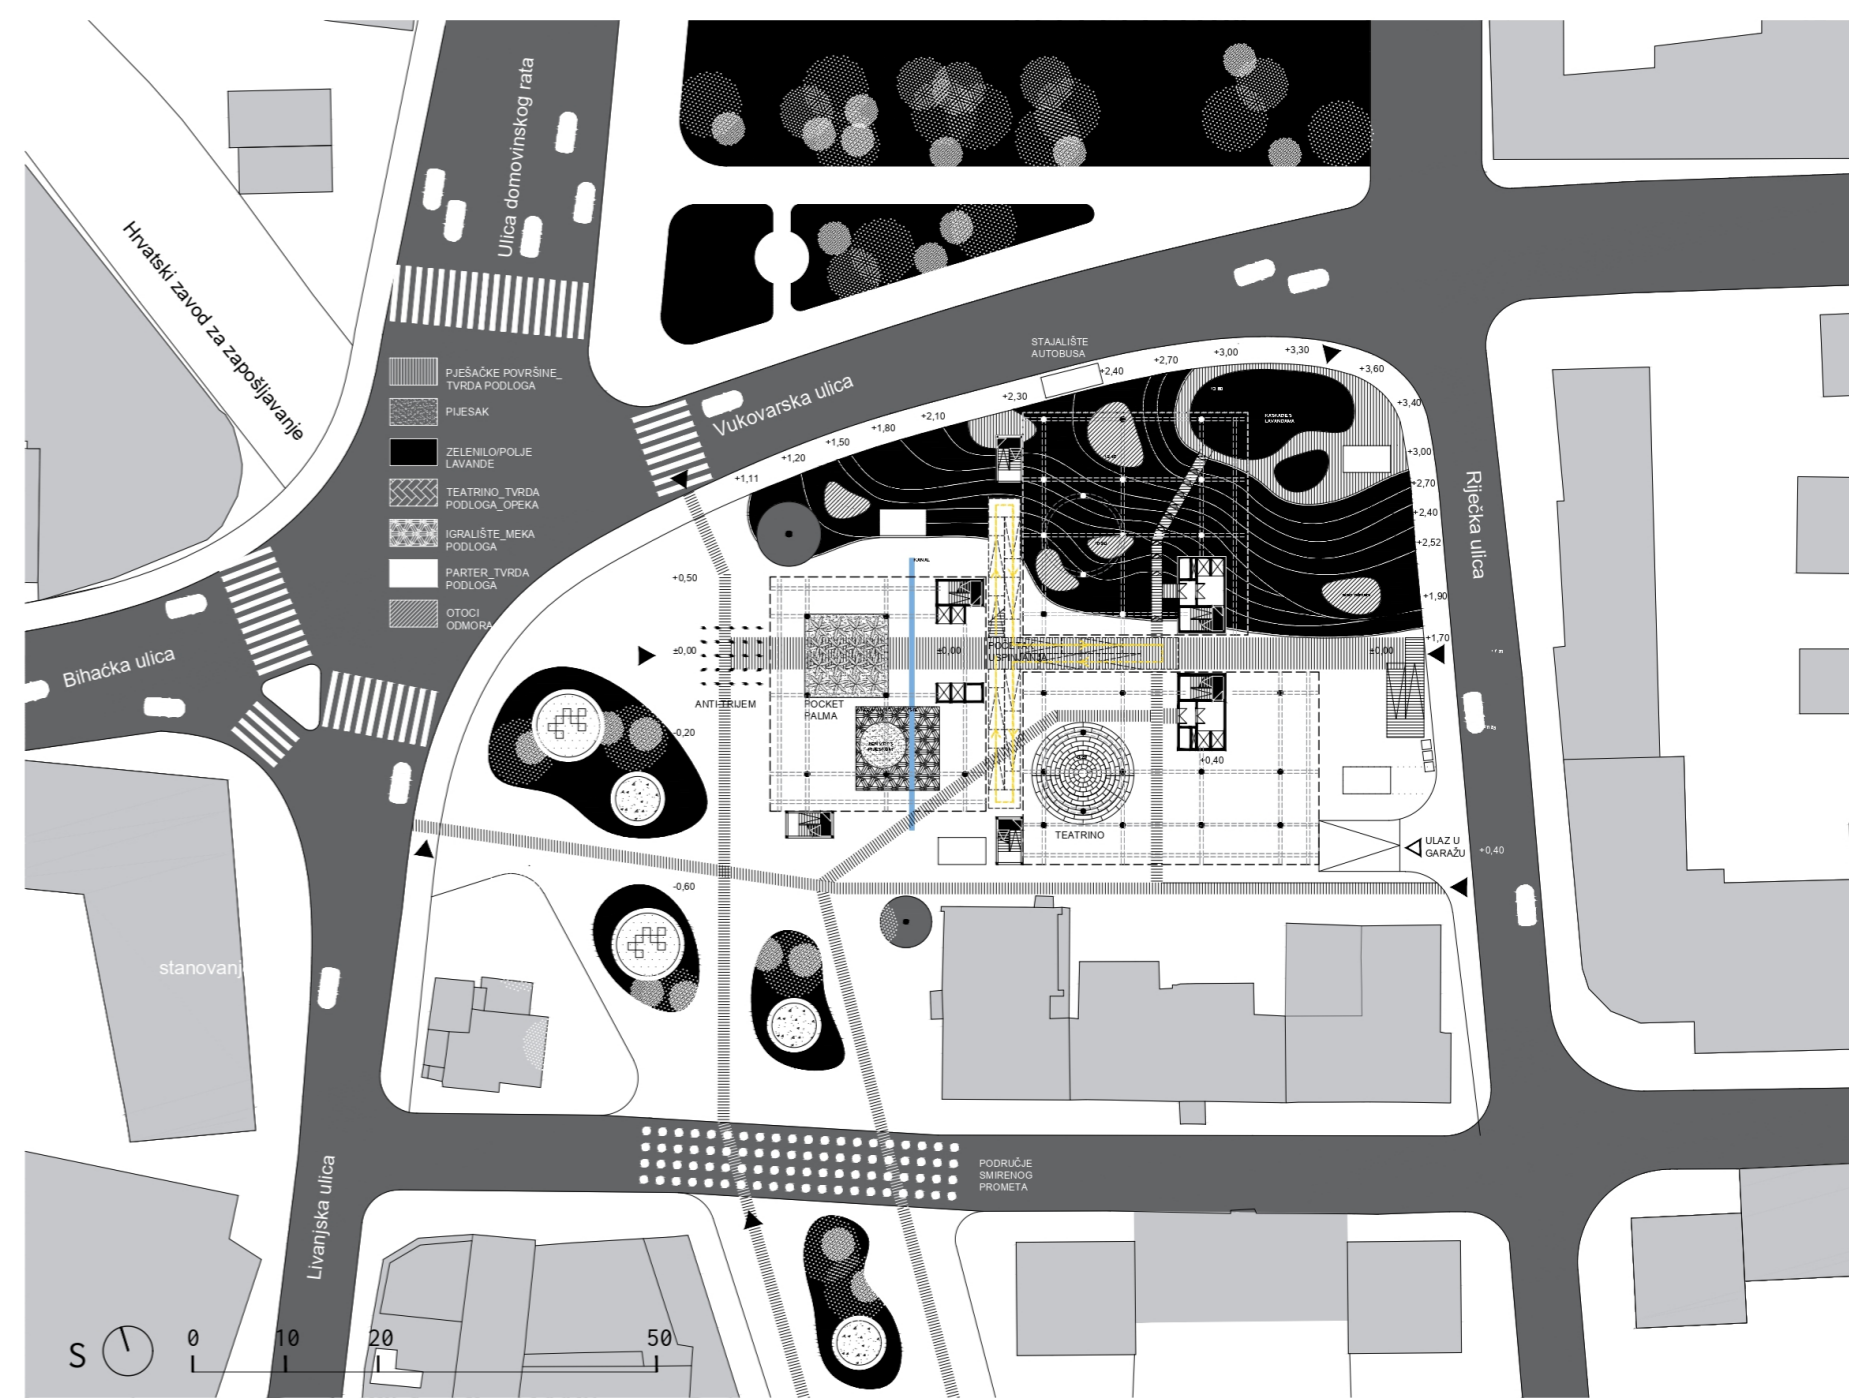 Ulica domovinskog rata
Hrvatski zavod za zapošljavanje
PJEŠAČKE POVRŠINE_
TVRDA PODLOGA
PIJESAK
ZELENILO/POLJE
LAVANDE
TEATRINO_TVRDA
PODLOGA_OPEKA
IGRALIŠTE_MEKA
PODLOGA
PARTER_TVRDA
PODLOGA
OTOCI
ODMORA
Vukovarska ulica
STAJALIŠTE
AUTOBUSA
+1,11
+1,20
+1,50
+1,80
+2,10
+2,30
+2,40
+2,70
+3,00
+3,30
+3,60
+3,40
+3,00
+2,70
+2,40
+2,52
+1,90
+1,70
Riječka ulica
Bihaćka ulica
+0,50
±0,00
±0,00
±0,00
ANTI-TRIJEM
POCKET
PALMA
-0,20
USPINJANJA
TEATRINO
+0,40
ULAZ U
GARAŽU
+0,40
-0,60
stanovanj
PODRUČJE
SMIRENOG
PROMETA
Livanjska ulica
S
0 10 20 50